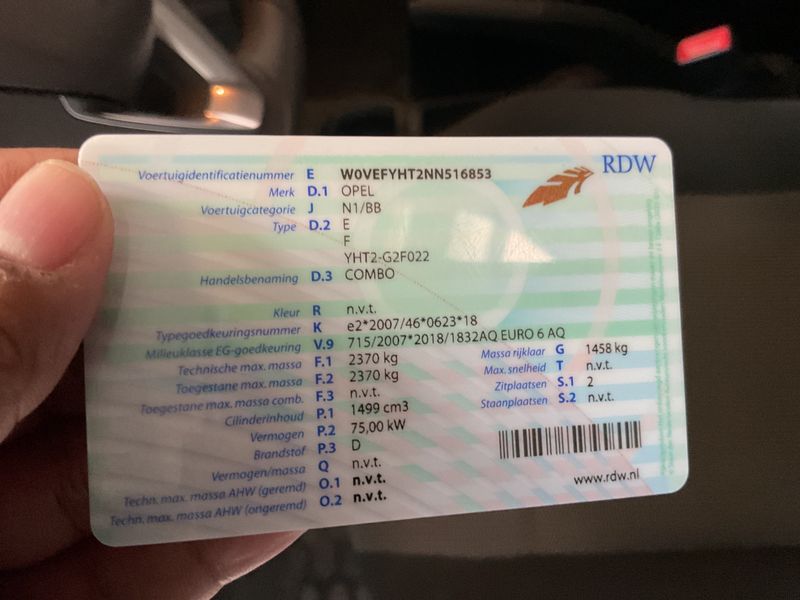 RDW
Voertuigidentificatienummer E W0VEFYHT2NN516853
Merk D.1 OPEL
Voertuigcategorie J N1/BB
Type D.2 E
F
YHT2-G2F022
Handelsbenaming D.3 COMBO
Kleur R n.v.t.
Typegoedkeuringsnummer K e2*2007/46*0623*18
Milieuklasse EG-goedkeuring V.9 715/2007*2018/1832AQ EURO 6 AQ
Technische max. massa F.1 2370 kg
Toegestane max. massa F.2 2370 kg
Toegestane max. massa comb. F.3 n.v.t.
Cilinderinhoud P.1 1499 cm3
Vermogen P.2 75,00 kW
Brandstof P.3 D
Vermogen/massa Q n.v.t.
Techn. max. massa AHW (geremd) O.1 n.v.t.
Techn. max. massa AHW (ongeremd) O.2 n.v.t.
Massa rijklaar G 1458 kg
Max. snelheid T n.v.t.
Zitplaatsen S.1 2
Staanplaatsen S.2 n.v.t.
www.rdw.nl